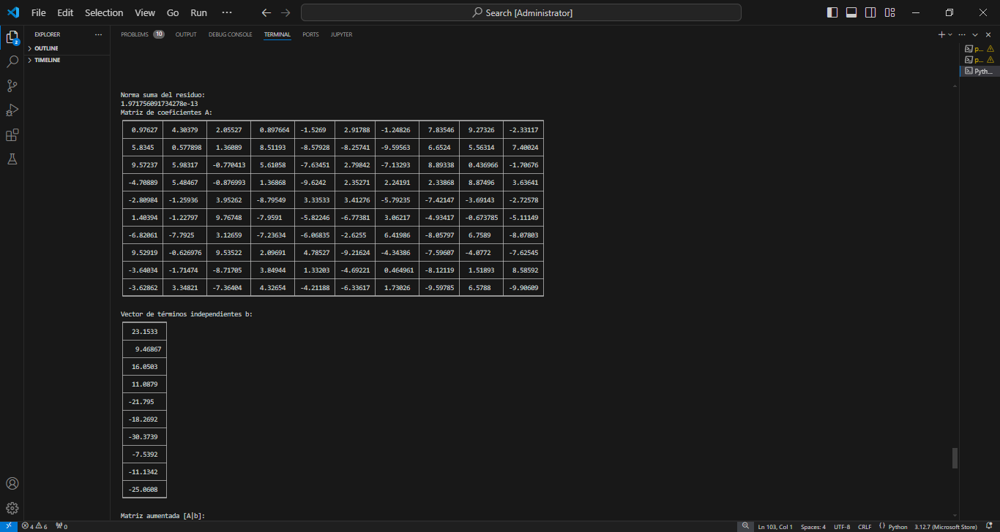 File Edit Selection View Go Run ··· Search [Administrator]
EXPLORER ···
OUTLINE
TIMELINE
2
PROBLEMS 10 OUTPUT DEBUG CONSOLE TERMINAL PORTS JUPYTER
p...
p...
Pyth...
Norma suma del residuo:
1.971756091734278e-13
Matriz de coeficientes A:
0.97627 4.30379 2.05527 0.897664 -1.5269 2.91788 -1.24826 7.83546 9.27326 -2.33117
5.8345 0.577898 1.36089 8.51193 -8.57928 -8.25741 -9.59563 6.6524 5.56314 7.40024
9.57237 5.98317 -0.770413 5.61058 -7.63451 2.79842 -7.13293 8.89338 0.436966 -1.70676
-4.70889 5.48467 -0.876993 1.36868 -9.6242 2.35271 2.24191 2.33868 8.87496 3.63641
-2.80984 -1.25936 3.95262 -8.79549 3.33533 3.41276 -5.79235 -7.42147 -3.69143 -2.72578
1.40394 -1.22797 9.76748 -7.9591 -5.82246 -6.77381 3.06217 -4.93417 -0.673785 -5.11149
-6.82061 -7.7925 3.12659 -7.23634 -6.06835 -2.6255 6.41986 -8.05797 6.7589 -8.07803
9.52919 -0.626976 9.53522 2.09691 4.78527 -9.21624 -4.34386 -7.59607 -4.0772 -7.62545
-3.64034 -1.71474 -8.71705 3.84944 1.33203 -4.69221 0.464961 -8.12119 1.51893 8.58592
-3.62862 3.34821 -7.36404 4.32654 -4.21188 -6.33617 1.73026 -9.59785 6.5788 -9.90609
Vector de términos independientes b:
23.1533
9.46867
16.0503
11.0879
-21.795
-18.2692
-30.3739
-7.5392
-11.1342
-25.0608
Matriz aumentada [A|b]:
4 6 0 Ln 103, Col 1 Spaces: 4 UTF-8 CRLF {} Python 3.12.7 (Microsoft Store)